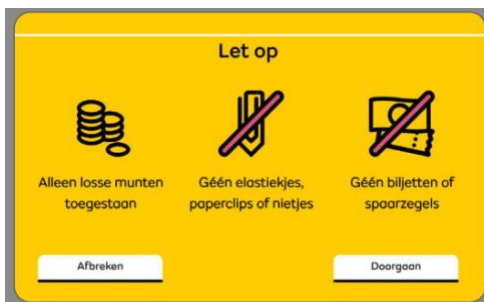 Let op
Alleen losse munten
toegestaan
Géén elastiekjes,
paperclips of nietjes
Géén biljetten of
spaarzegels
Afbreken
Doorgaan